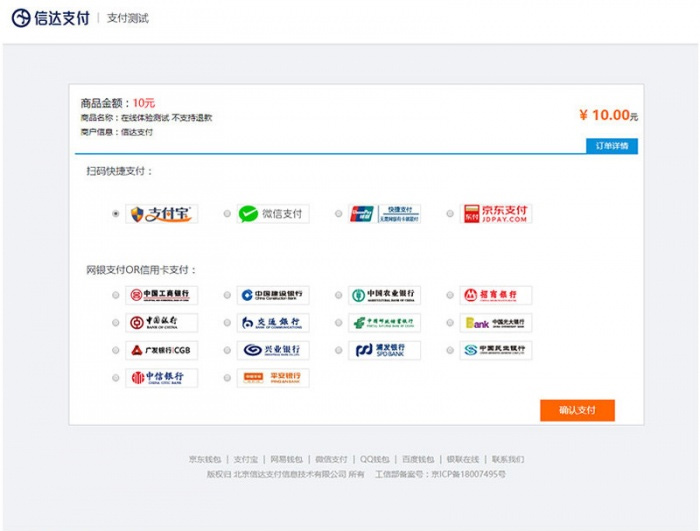 信达支付 | 支付测试
商品金额：10元
商品名称：在线体验测试 不支持退款
¥ 10.00元
商户信息：信达支付
订单详情
扫码快捷支付：
支付宝 微信支付 快捷支付 京东支付
JDPAY.COM
网银支付OR信用卡支付：
中国工商银行 中国建设银行 中国农业银行 招商银行
China Construction Bank AGRICULTURAL BANK OF CHINA
中国银行 交通银行 中国邮政储蓄银行 Bank 中国光大银行
BANK OF CHINA BANK OF COMMUNICATIONS
广发银行|CGB 兴业银行 浦发银行 中国民生银行
SPD BANK
中信银行 平安银行
CHINA CITIC BANK PING AN BANK
确认支付
京东钱包 | 支付宝 | 网易钱包 | 微信支付 | QQ钱包 | 百度钱包 | 银联在线 | 联系我们
版权归 北京信达支付信息技术有限公司 所有 工信部备案号：京ICP备18007495号